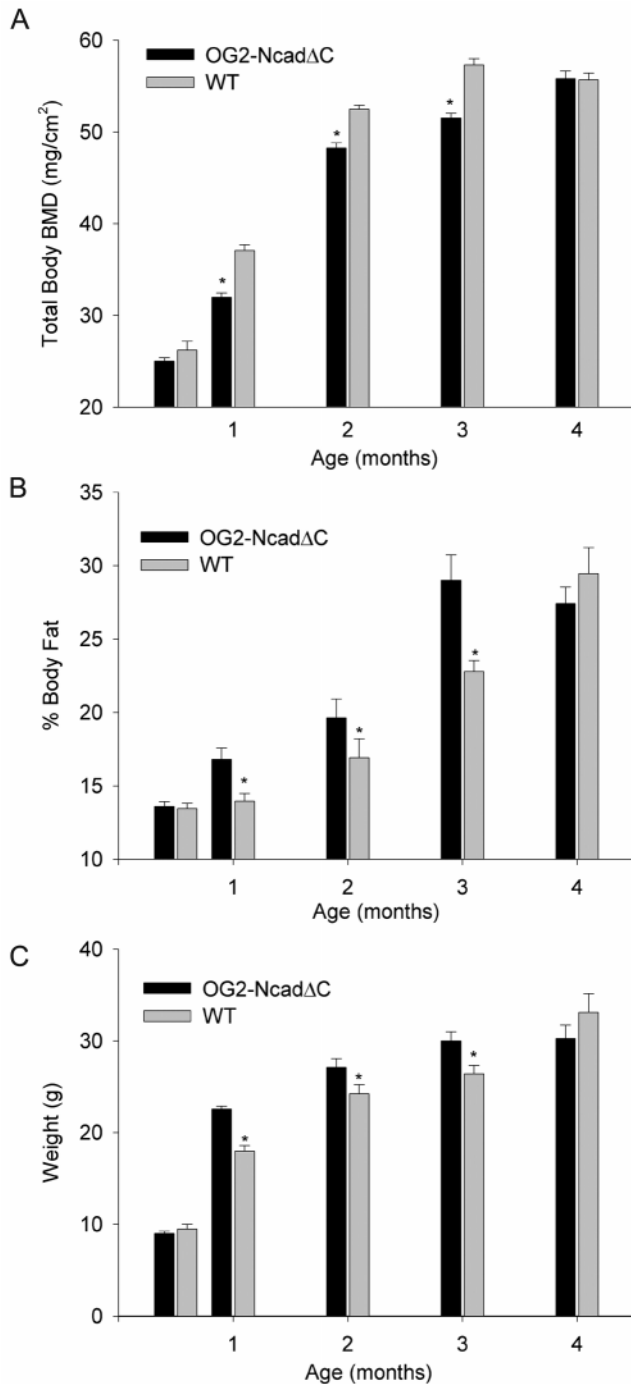 A
Total Body BMD (mg/cm²)
60
50
40
30
20
OG2-NcadΔC
WT
*
*
*
1
2
3
4
Age (months)
B
% Body Fat
35
30
25
20
15
10
OG2-NcadΔC
WT
*
*
*
1
2
3
4
Age (months)
C
Weight (g)
40
30
20
10
0
OG2-NcadΔC
WT
*
*
*
1
2
3
4
Age (months)